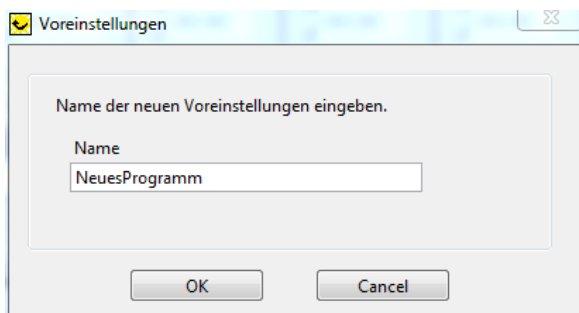 Voreinstellungen
Name der neuen Voreinstellungen eingeben.
Name
NeuesProgramm
OK
Cancel